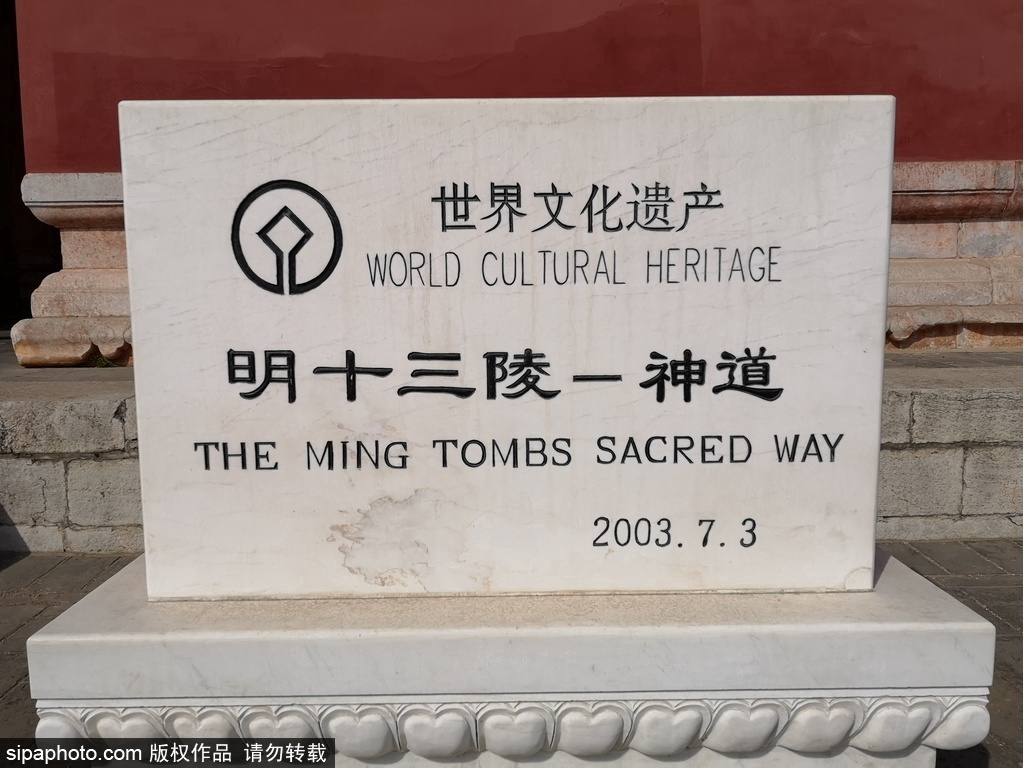 世界文化遗产
WORLD CULTURAL HERITAGE
明十三陵－神道
THE MING TOMBS SACRED WAY
2003.7.3
sipaphoto.com 版权作品 请勿转载